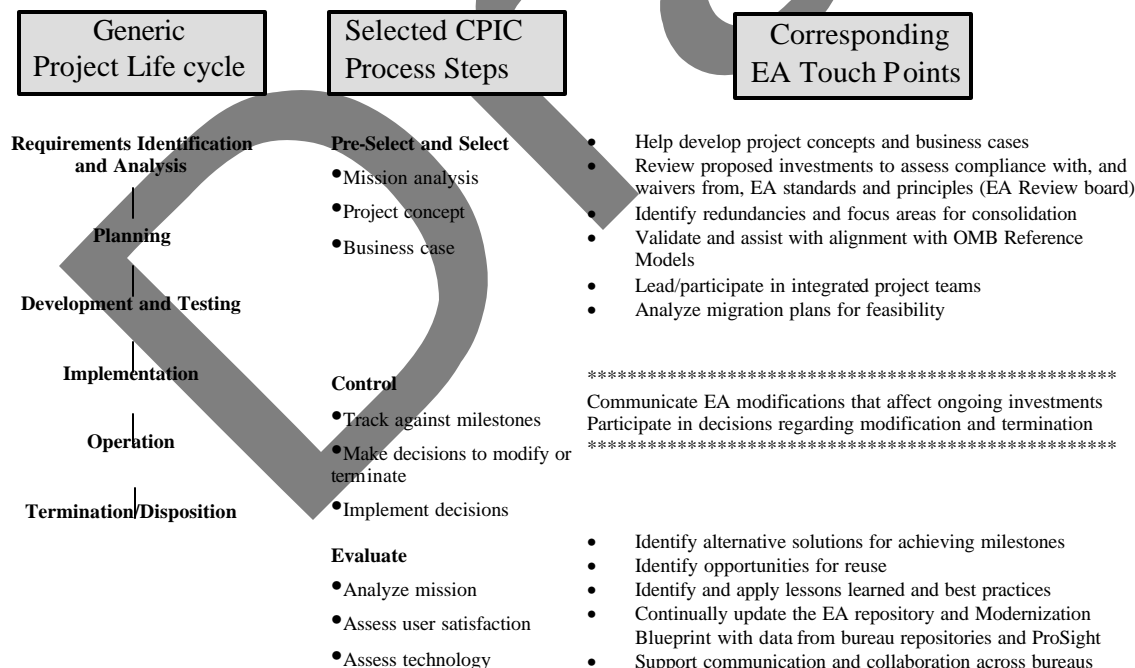 Generic
Project Life cycle
Selected CPIC
Process Steps
Corresponding
EA Touch Points
Requirements Identification
and Analysis
Planning
Development and Testing
Implementation
Operation
Termination/Disposition
Pre-Select and Select
•Mission analysis
•Project concept
•Business case
Control
•Track against milestones
•Make decisions to modify or
terminate
•Implement decisions
Evaluate
•Analyze mission
•Assess user satisfaction
•Assess technology
• Help develop project concepts and business cases
• Review proposed investments to assess compliance with, and
waivers from, EA standards and principles (EA Review board)
• Identify redundancies and focus areas for consolidation
• Validate and assist with alignment with OMB Reference
Models
• Lead/participate in integrated project teams
• Analyze migration plans for feasibility
*****************************************************
Communicate EA modifications that affect ongoing investments
Participate in decisions regarding modification and termination
*****************************************************
• Identify alternative solutions for achieving milestones
• Identify opportunities for reuse
• Identify and apply lessons learned and best practices
• Continually update the EA repository and Modernization
Blueprint with data from bureau repositories and ProSight
• Support communication and collaboration across bureaus